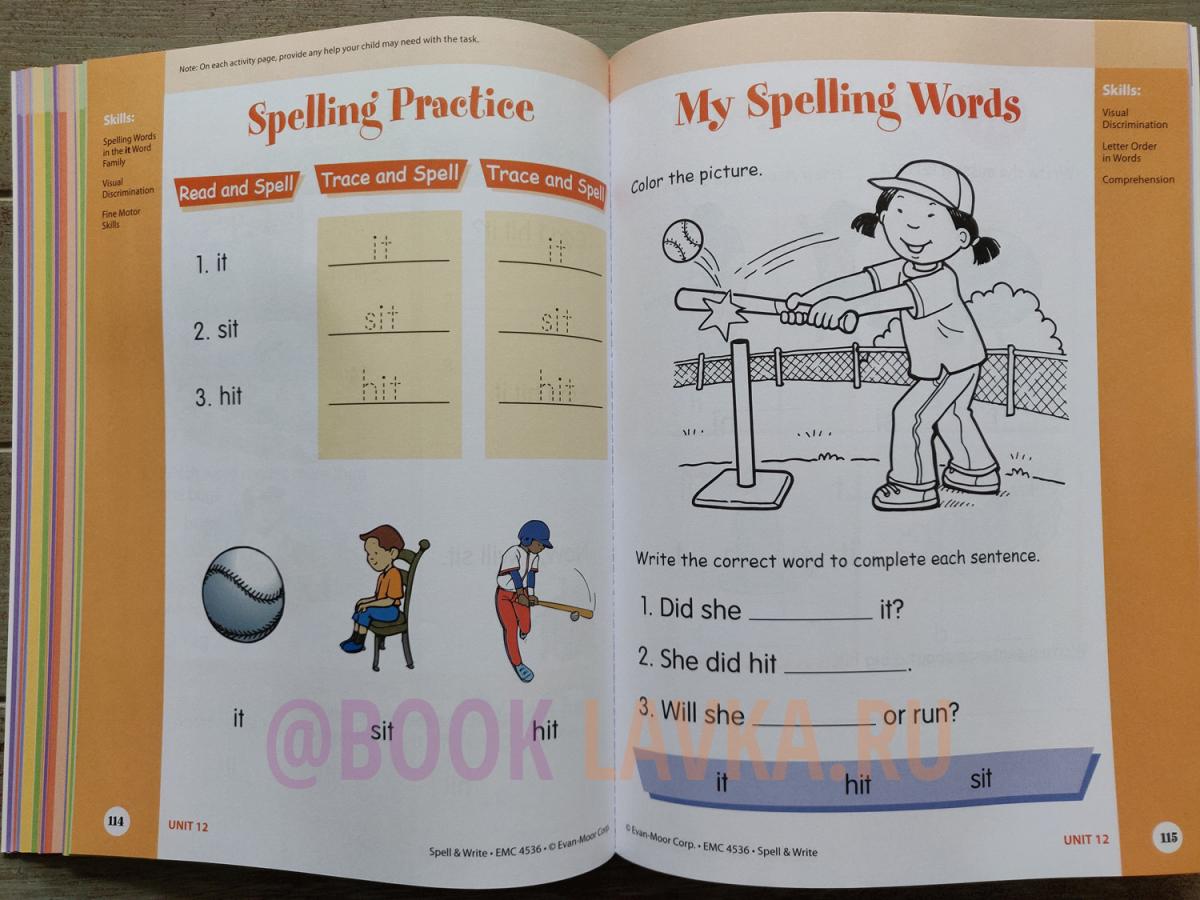 Note: On each activity page, provide any help your child may need with the task.
Skills:
Spelling Words
in the it Word
Family
Visual
Discrimination
Fine Motor
Skills
Spelling Practice
Read and Spell
Trace and Spell
Trace and Spell
1. it
it
it
2. sit
sit
sit
3. hit
hit
hit
it
sit
hit
114
UNIT 12
Spell & Write • EMC 4536 • © Evan-Moor Corp.
My Spelling Words
Skills:
Visual
Discrimination
Letter Order
in Words
Comprehension
Color the picture.
Write the correct word to complete each sentence.
1. Did she __________ it?
2. She did hit __________.
3. Will she __________ or run?
it hit sit
© Evan-Moor Corp. • EMC 4536 • Spell & Write
UNIT 12
115
@BOOK LAVKA.RU